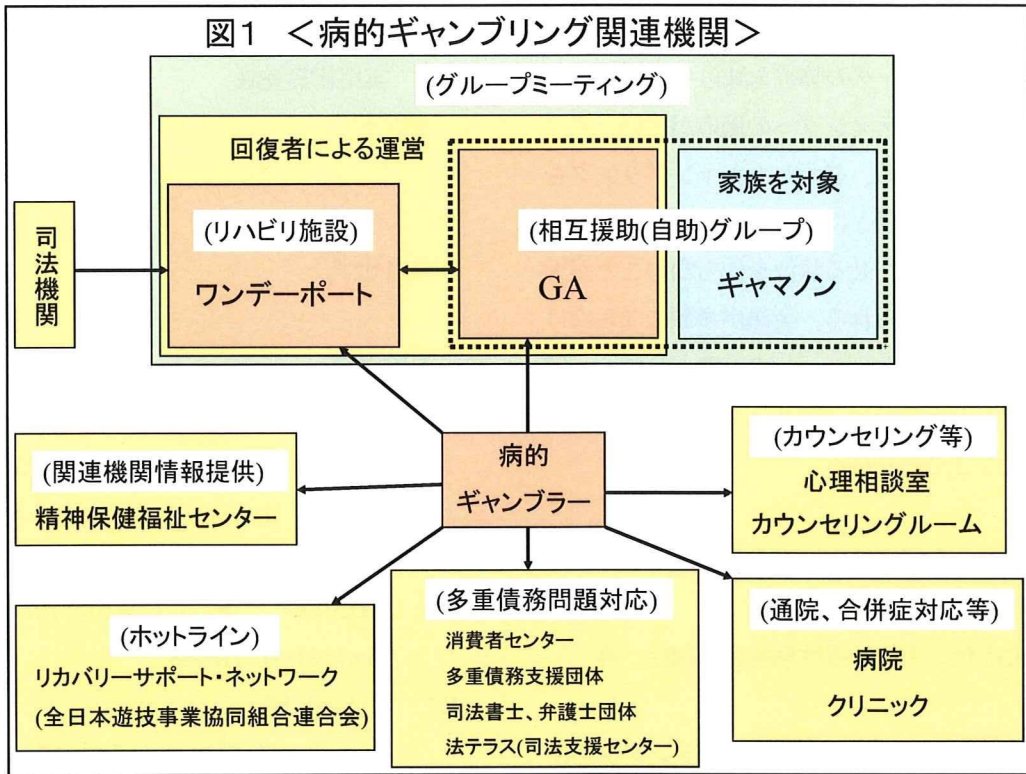 図1 <病的ギャンブリング関連機関>
(グループミーティング)
回復者による運営
家族を対象
司法機関
(リハビリ施設)
ワンデーポート
(相互援助(自助)グループ)
GA
ギャマノン
病的
ギャンブラー
(関連機関情報提供)
精神保健福祉センター
(カウンセリング等)
心理相談室
カウンセリングルーム
(ホットライン)
リカバリーサポート・ネットワーク
(全日本遊技事業協同組合連合会)
(多重債務問題対応)
消費者センター
多重債務支援団体
司法書士、弁護士団体
法テラス(司法支援センター)
(通院、合併症対応等)
病院
クリニック